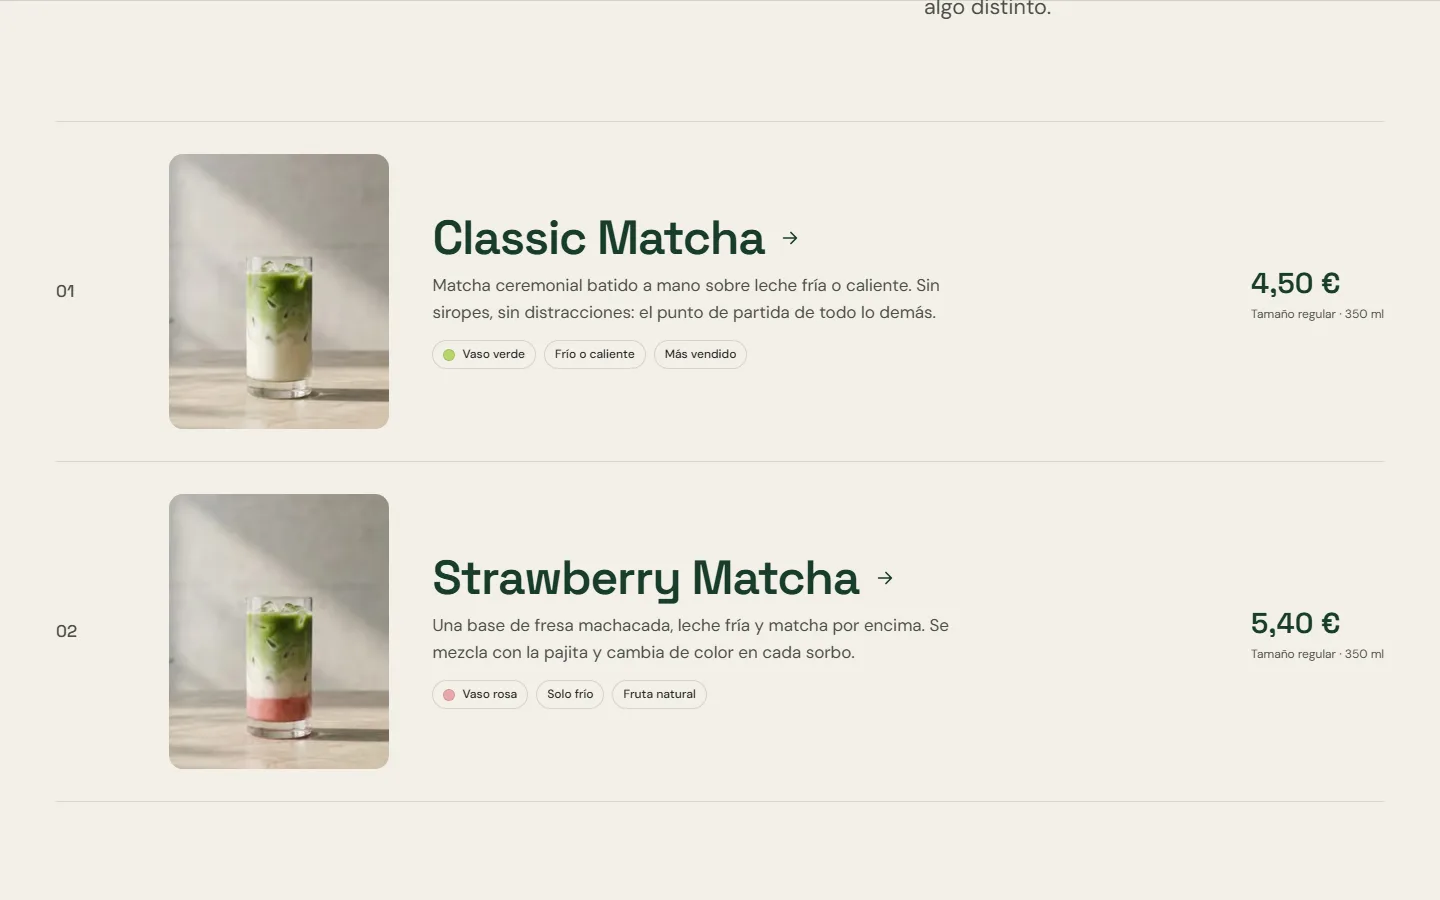 algo distinto.
01
Classic Matcha →
Matcha ceremonial batido a mano sobre leche fría o caliente. Sin
siropes, sin distracciones: el punto de partida de todo lo demás.
Vaso verde
Frío o caliente
Más vendido
4,50 €
Tamaño regular · 350 ml
02
Strawberry Matcha →
Una base de fresa machacada, leche fría y matcha por encima. Se
mezcla con la pajita y cambia de color en cada sorbo.
Vaso rosa
Solo frío
Fruta natural
5,40 €
Tamaño regular · 350 ml